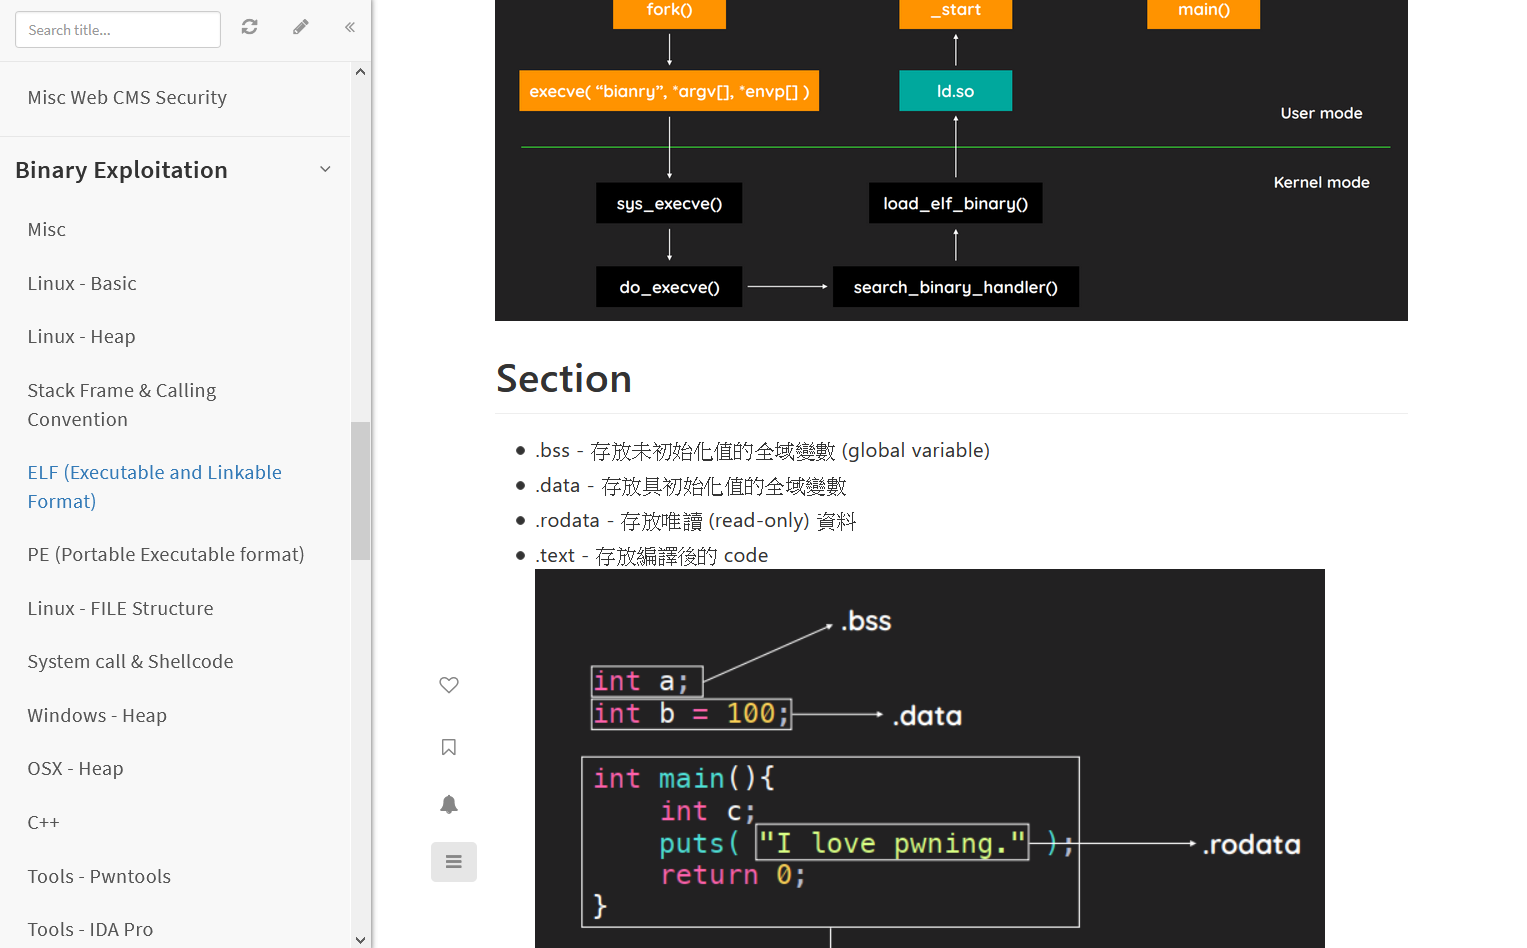 Search title...
Misc Web CMS Security
Binary Exploitation
Misc
Linux - Basic
Linux - Heap
Stack Frame & Calling
Convention
ELF (Executable and Linkable
Format)
PE (Portable Executable format)
Linux - FILE Structure
System call & Shellcode
Windows - Heap
OSX - Heap
C++
Tools - Pwntools
Tools - IDA Pro
fork()
_start
main()
execve( “bianry”, *argv[], *envp[] )
ld.so
User mode
Kernel mode
sys_execve()
load_elf_binary()
do_execve()
search_binary_handler()
Section
.bss - 存放未初始化值的全域變數 (global variable)
.data - 存放具初始化值的全域變數
.rodata - 存放唯讀 (read-only) 資料
.text - 存放編譯後的 code
.bss
int a;
int b = 100;
.data
int main(){
int c;
puts( "I love pwning." );
.rodata
return 0;
}